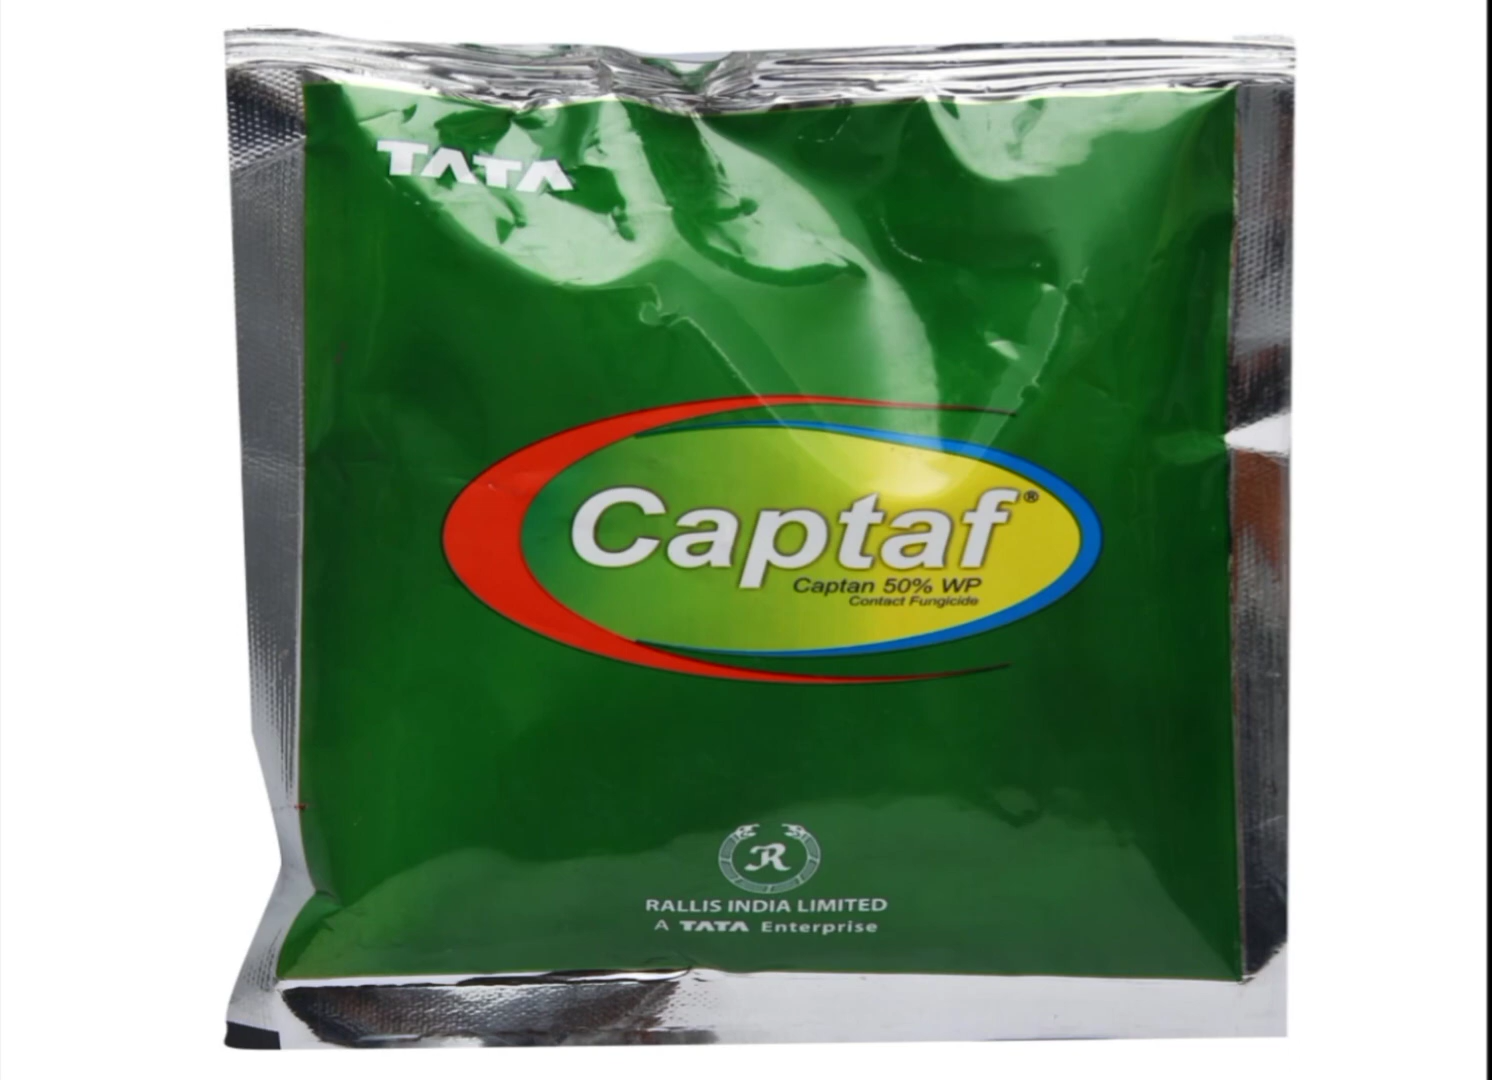 TATA
Captaf®
Captan 50% WP
Contact Fungicide
R
RALLIS INDIA LIMITED
A TATA Enterprise